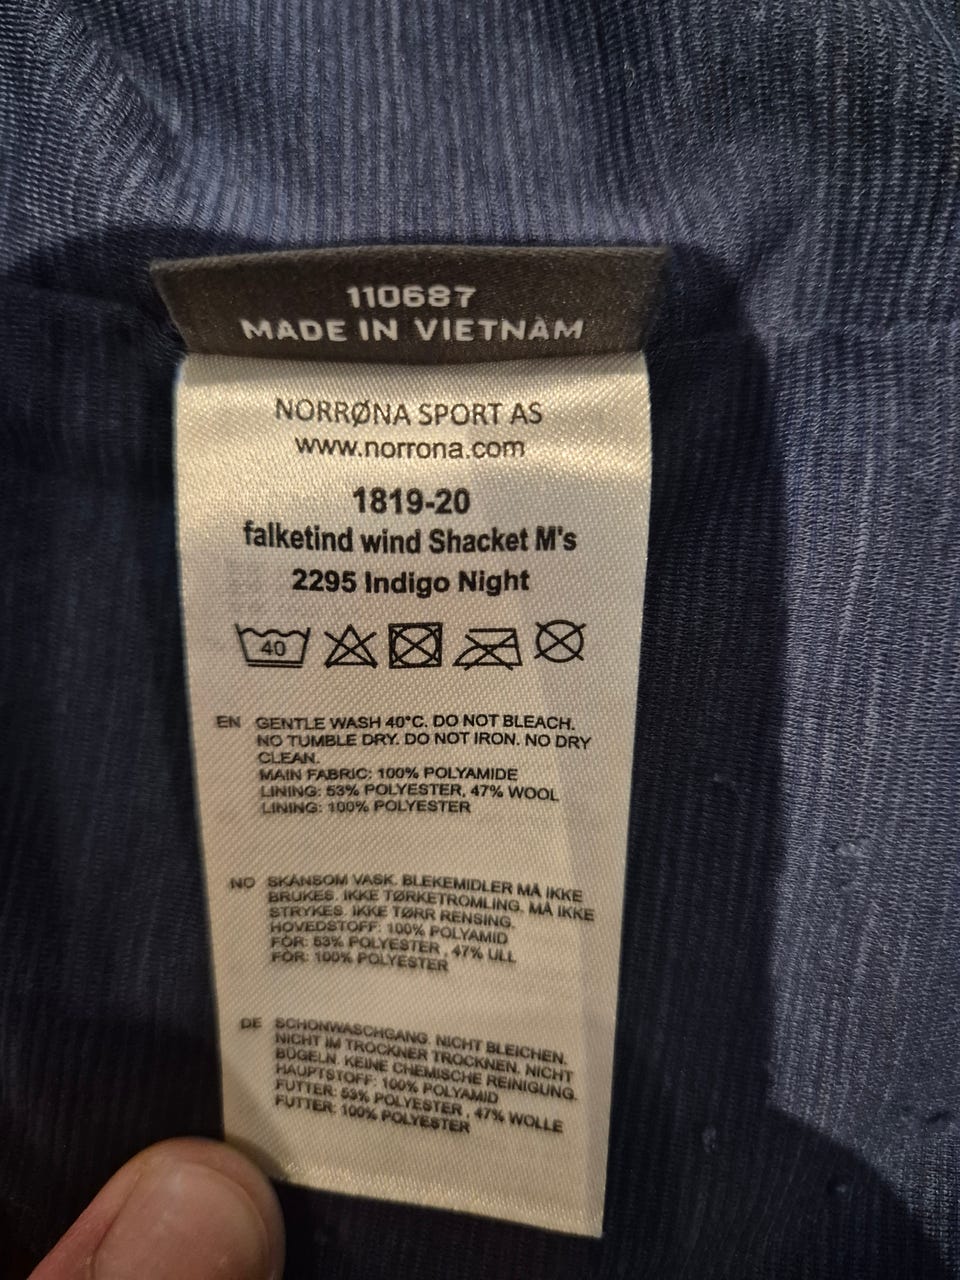 110687
MADE IN VIETNAM
NORRØNA SPORT AS
www.norrona.com
1819-20
falketind wind Shacket M's
2295 Indigo Night
40
EN GENTLE WASH 40°C. DO NOT BLEACH.
NO TUMBLE DRY. DO NOT IRON. NO DRY
CLEAN.
MAIN FABRIC: 100% POLYAMIDE
LINING: 53% POLYESTER, 47% WOOL
LINING: 100% POLYESTER
NO SKÅNSOM VASK. BLEKEMIDLER MÅ IKKE
BRUKES. IKKE TØRKETROMLING. MÅ IKKE
STRYKES. IKKE TØRR RENSING.
HOVEDSTOFF: 100% POLYAMID
FÔR: 53% POLYESTER , 47% ULL
FÔR: 100% POLYESTER
DE SCHONWASCHGANG. NICHT BLEICHEN.
NICHT IM TROCKNER TROCKNEN. NICHT
BÜGELN. KEINE CHEMISCHE REINIGUNG.
HAUPTSTOFF: 100% POLYAMID
FUTTER: 53% POLYESTER , 47% WOLLE
FUTTER: 100% POLYESTER